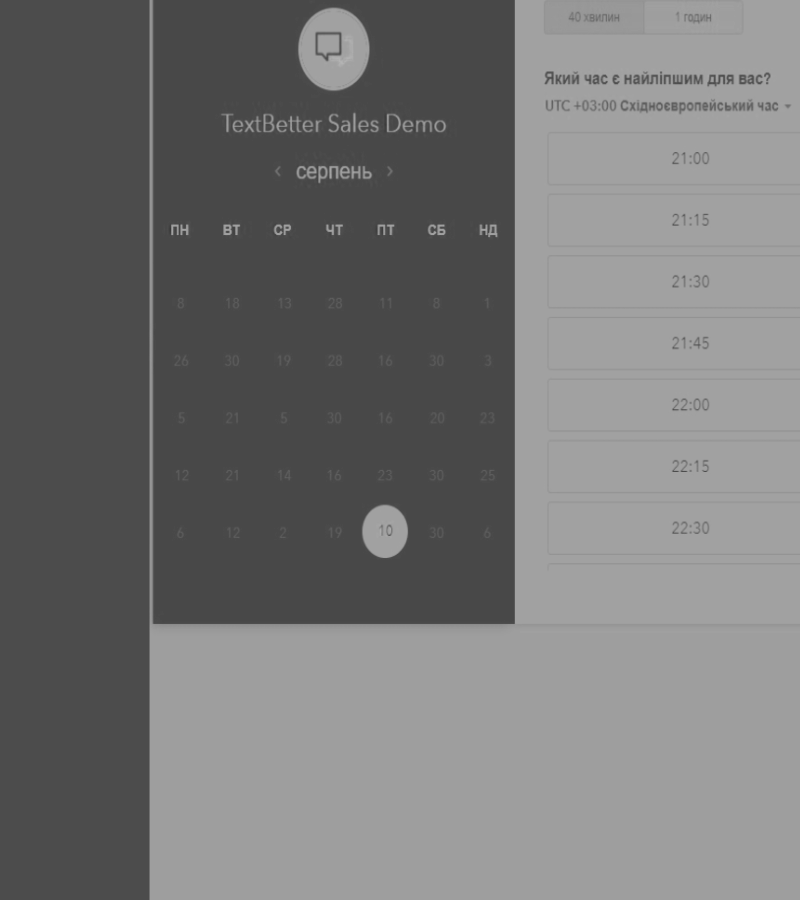 TextBetter Sales Demo
серпень
ПН ВТ СР ЧТ ПТ СБ НД
8 18 13 28 11 8 1
26 30 19 28 16 30 3
5 21 5 30 16 20 23
12 21 14 16 23 30 25
6 12 2 19 10 30 6
40 хвилин 1 годин
Який час є найліпшим для вас?
UTC +03:00 Східноєвропейський час
21:00
21:15
21:30
21:45
22:00
22:15
22:30